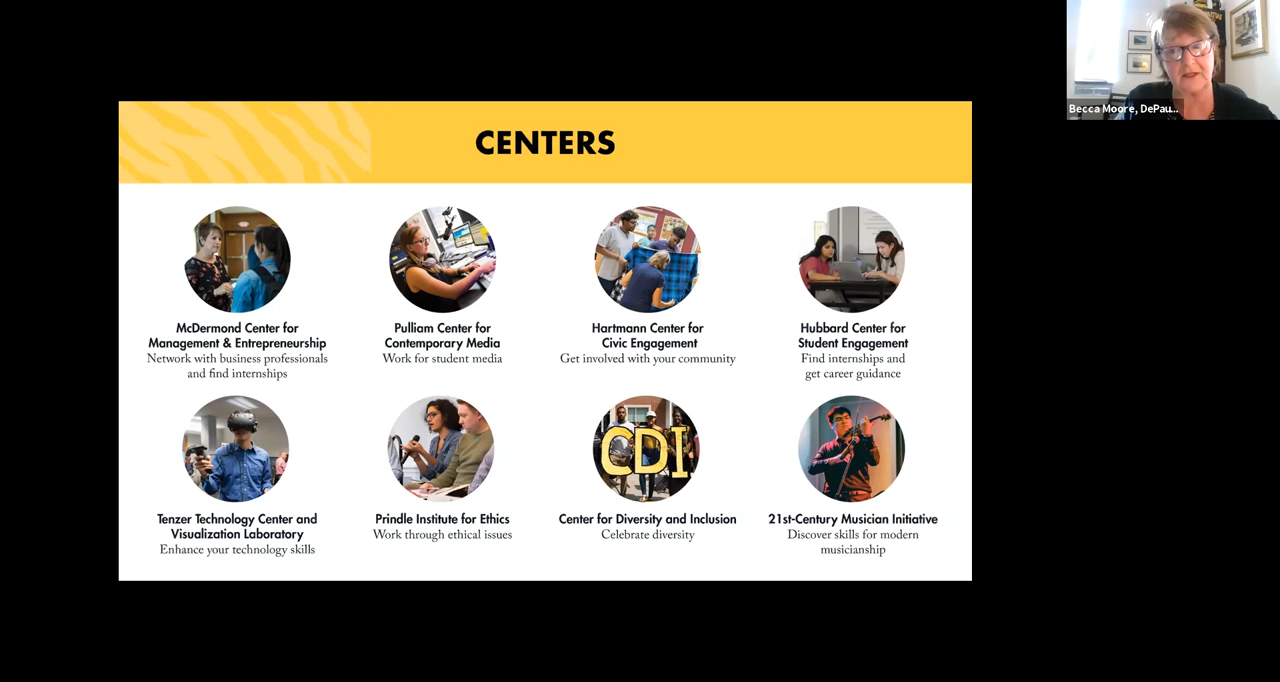 Becca Moore, DePau...
CENTERS
McDermond Center for
Management & Entrepreneurship
Network with business professionals
and find internships
Pulliam Center for
Contemporary Media
Work for student media
Hartmann Center for
Civic Engagement
Get involved with your community
Hubbard Center for
Student Engagement
Find internships and
get career guidance
CDI
Tenzer Technology Center and
Visualization Laboratory
Enhance your technology skills
Prindle Institute for Ethics
Work through ethical issues
Center for Diversity and Inclusion
Celebrate diversity
21st-Century Musician Initiative
Discover skills for modern
musicianship